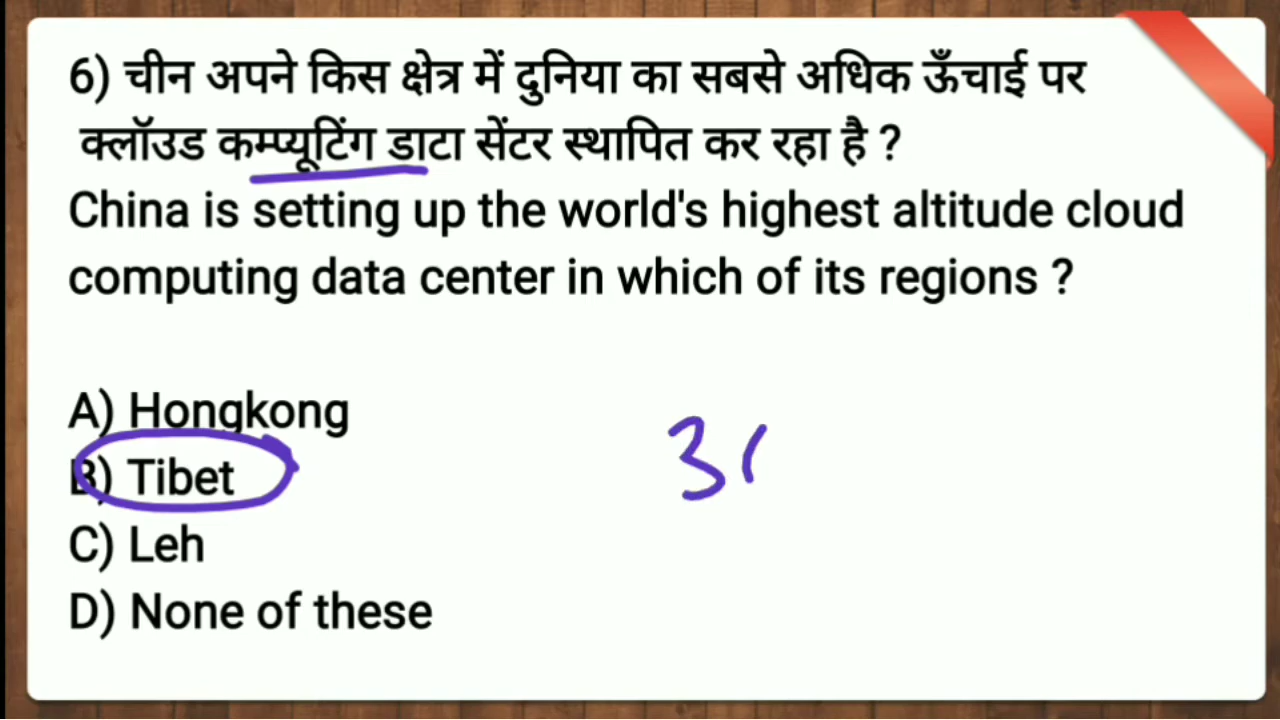 6) चीन अपने किस क्षेत्र में दुनिया का सबसे अधिक ऊँचाई पर
क्लॉउड कम्प्यूटिंग डाटा सेंटर स्थापित कर रहा है ?
China is setting up the world's highest altitude cloud
computing data center in which of its regions ?
A) Hongkong
B) Tibet
3
C) Leh
D) None of these